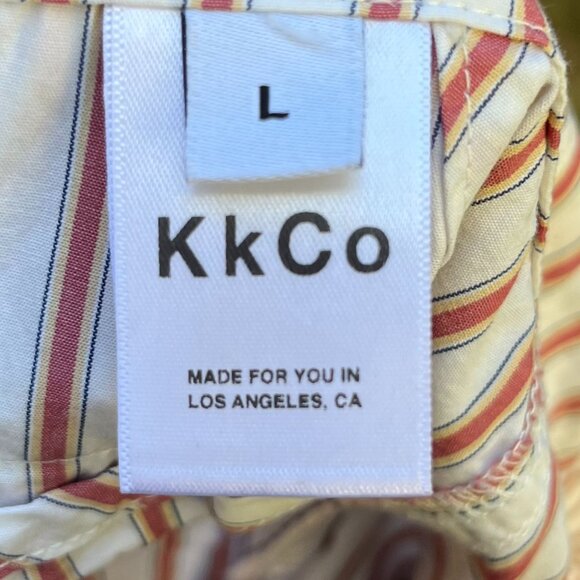 L
KkCo
MADE FOR YOU IN
LOS ANGELES, CA